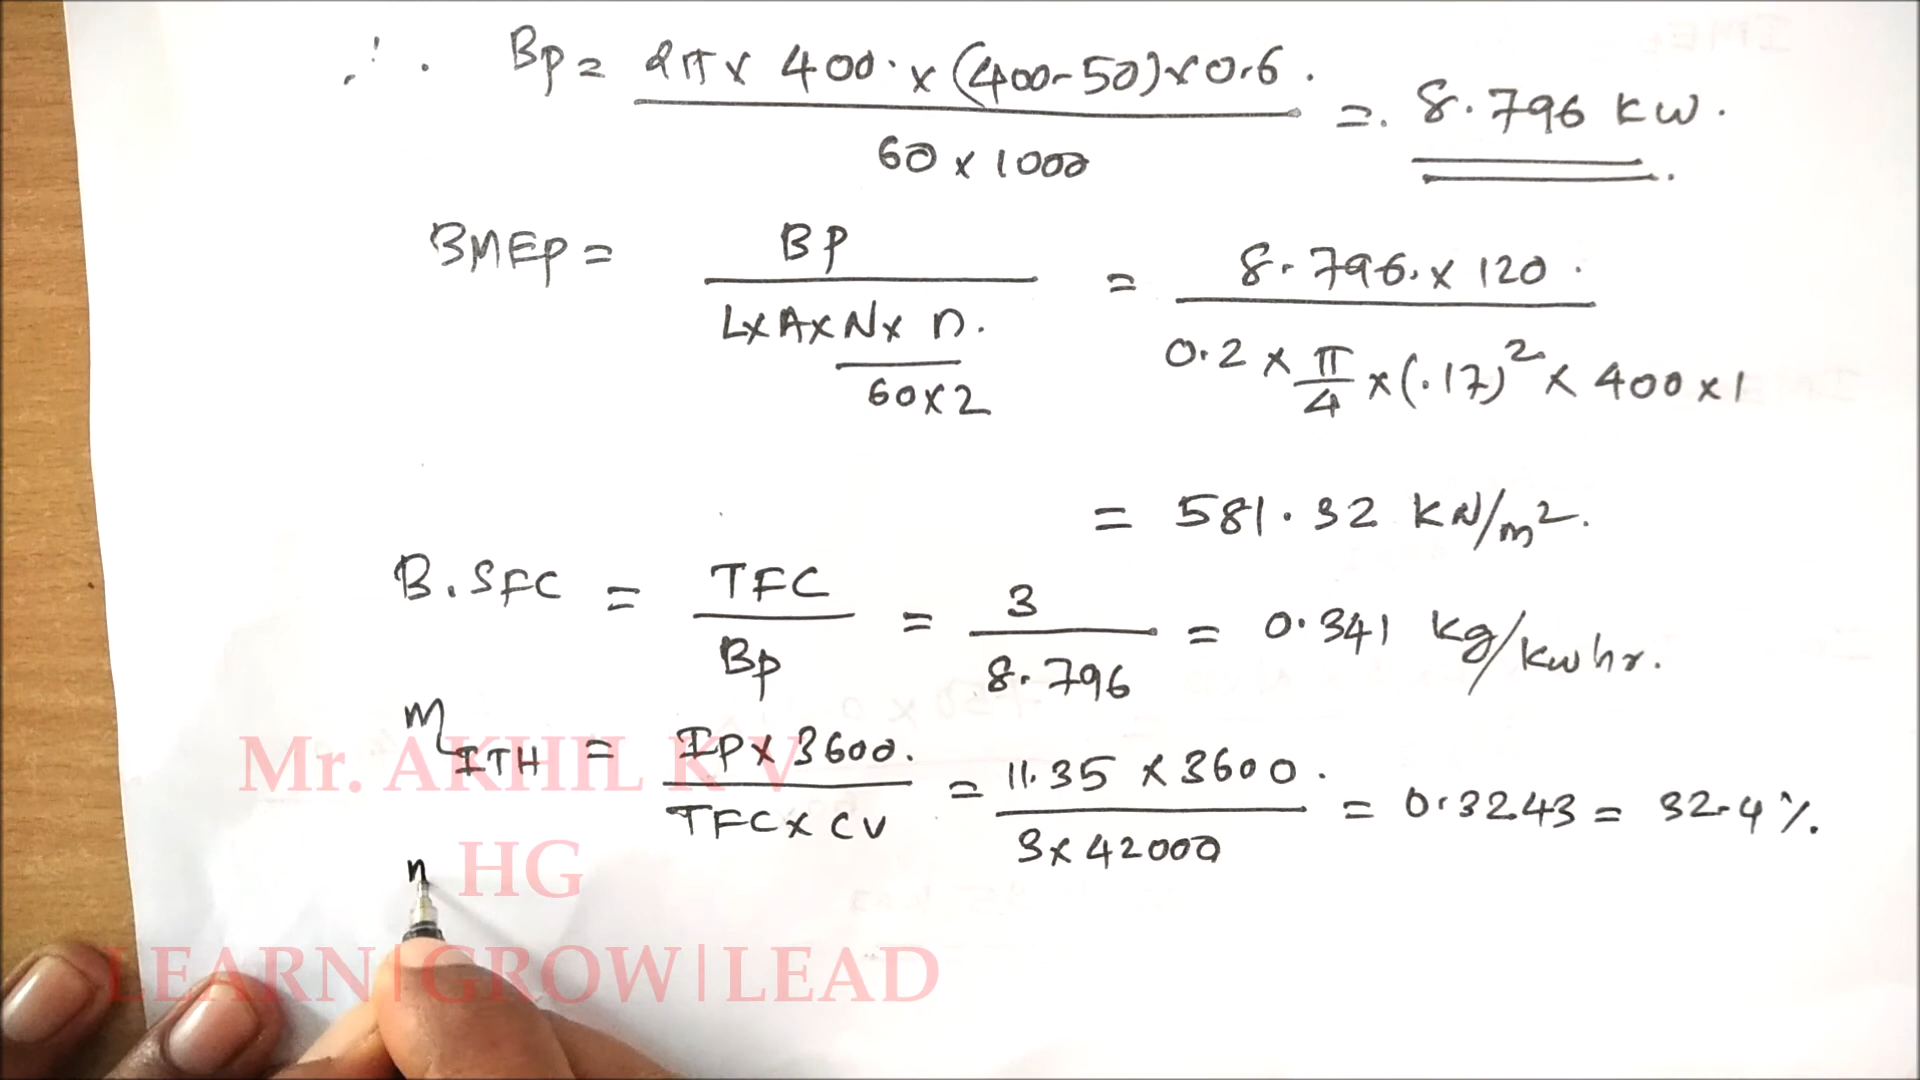 ∴ Bp = 2π x 400 x (400-50) x 0.6 / 60 x 1000 = 8.796 kw.
BMEp = BP / L x A x N x n / 60 x 2 = 8.796 x 120 / 0.2 x π/4 x (.17)² x 400 x 1
= 581.32 KN/m².
B.SFC = TFC / Bp = 3 / 8.796 = 0.341 kg/kwhr.
η ITH = IP x 3600. / TFC x CV = 11.35 x 3600. / 3 x 42000 = 0.3243 = 32.4 %.
Mr. AKHIL K V
HG
LEARN|GROW|LEAD